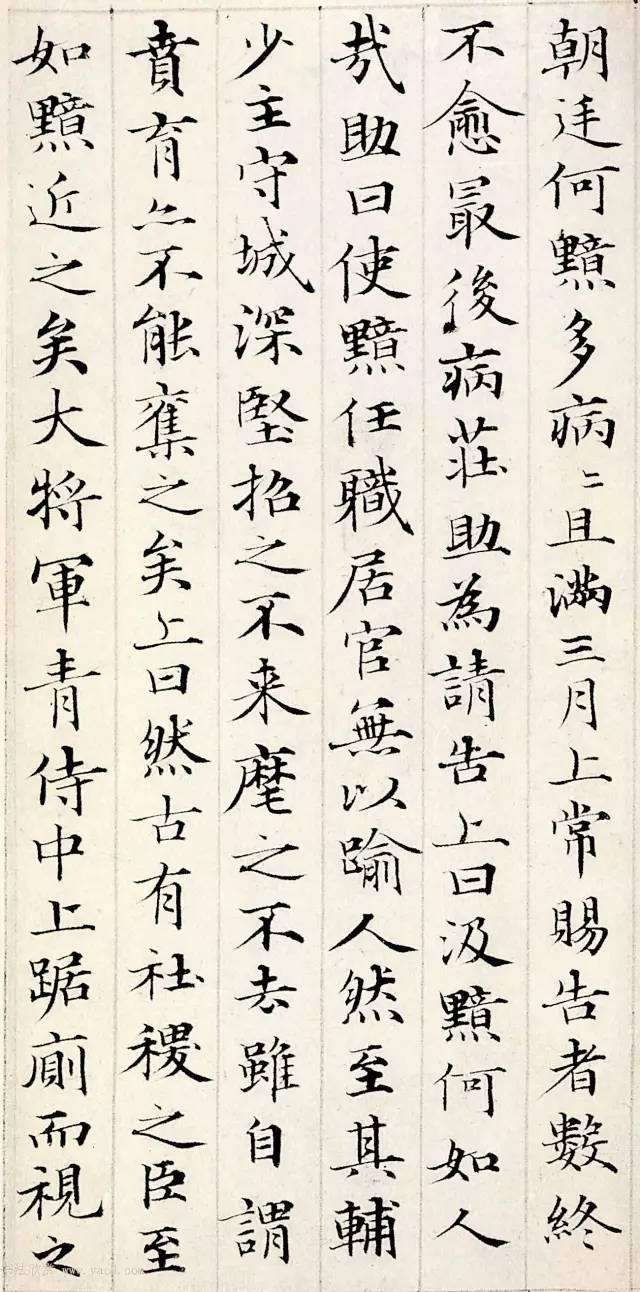 朝廷何黯多病〻且滿三月上常賜告者數終
不愈最後病莊助為請告上曰汲黯何如人
哉助曰使黯任職居官無以踰人然至其輔
少主守城深堅招之不来麾之不去雖自謂
賁育亦不能奪之矣上曰然古有社稷之臣至
如黯近之矣大將軍青侍中上踞廁而視之